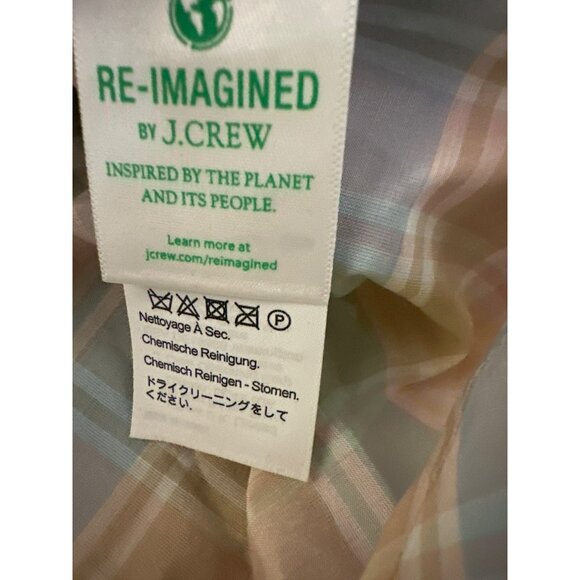 RE-IMAGINED
BY J.CREW
INSPIRED BY THE PLANET
AND ITS PEOPLE.
Learn more at
jcrew.com/reimagined
P
Nettoyage À Sec.
Chemische Reinigung.
Chemisch Reinigen - Stomen.
ドライクリーニングをして
ください.